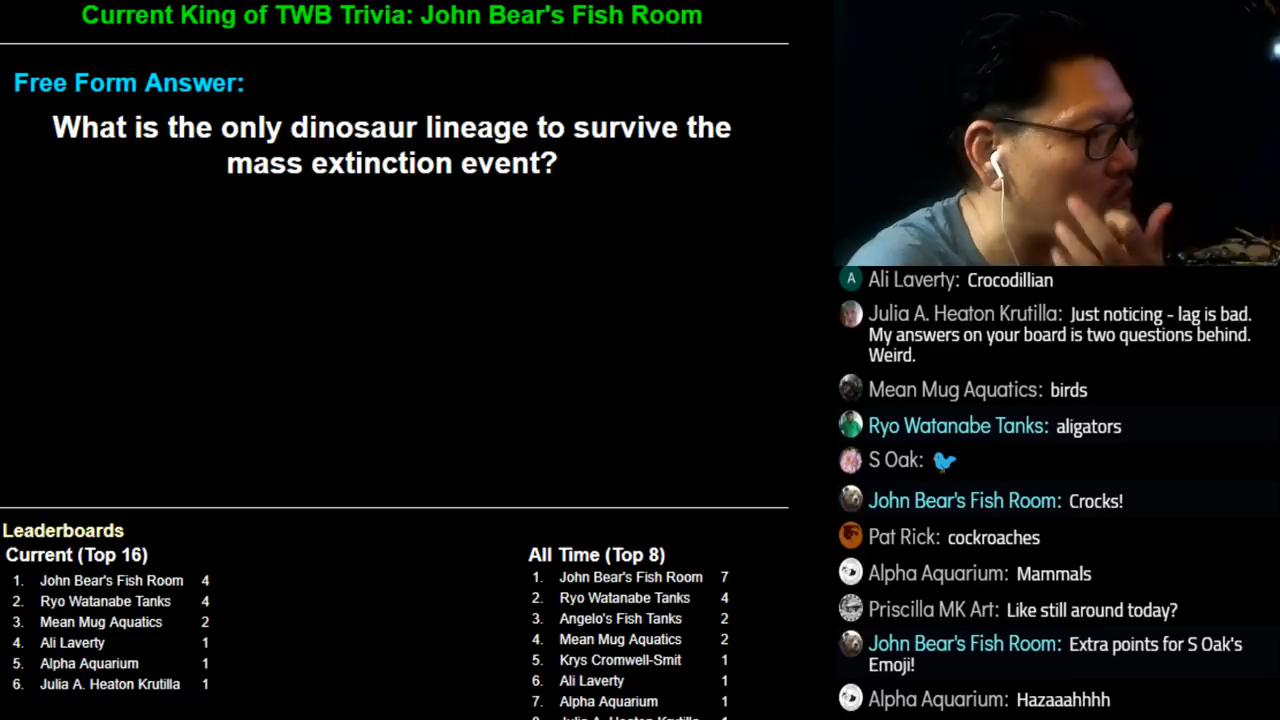 Current King of TWB Trivia: John Bear's Fish Room
Free Form Answer:
What is the only dinosaur lineage to survive the
mass extinction event?
A Ali Laverty: Crocodillian
Julia A. Heaton Krutilla: Just noticing - lag is bad.
My answers on your board is two questions behind.
Weird.
Mean Mug Aquatics: birds
Ryo Watanabe Tanks: aligators
S Oak:
John Bear's Fish Room: Crocks!
Pat Rick: cockroaches
Alpha Aquarium: Mammals
Priscilla MK Art: Like still around today?
John Bear's Fish Room: Extra points for S Oak's
Emoji!
Alpha Aquarium: Hazaaahhhh
Leaderboards
Current (Top 16)
1. John Bear's Fish Room 4
2. Ryo Watanabe Tanks 4
3. Mean Mug Aquatics 2
4. Ali Laverty 1
5. Alpha Aquarium 1
6. Julia A. Heaton Krutilla 1
All Time (Top 8)
1. John Bear's Fish Room 7
2. Ryo Watanabe Tanks 4
3. Angelo's Fish Tanks 2
4. Mean Mug Aquatics 2
5. Krys Cromwell-Smit 1
6. Ali Laverty 1
7. Alpha Aquarium 1